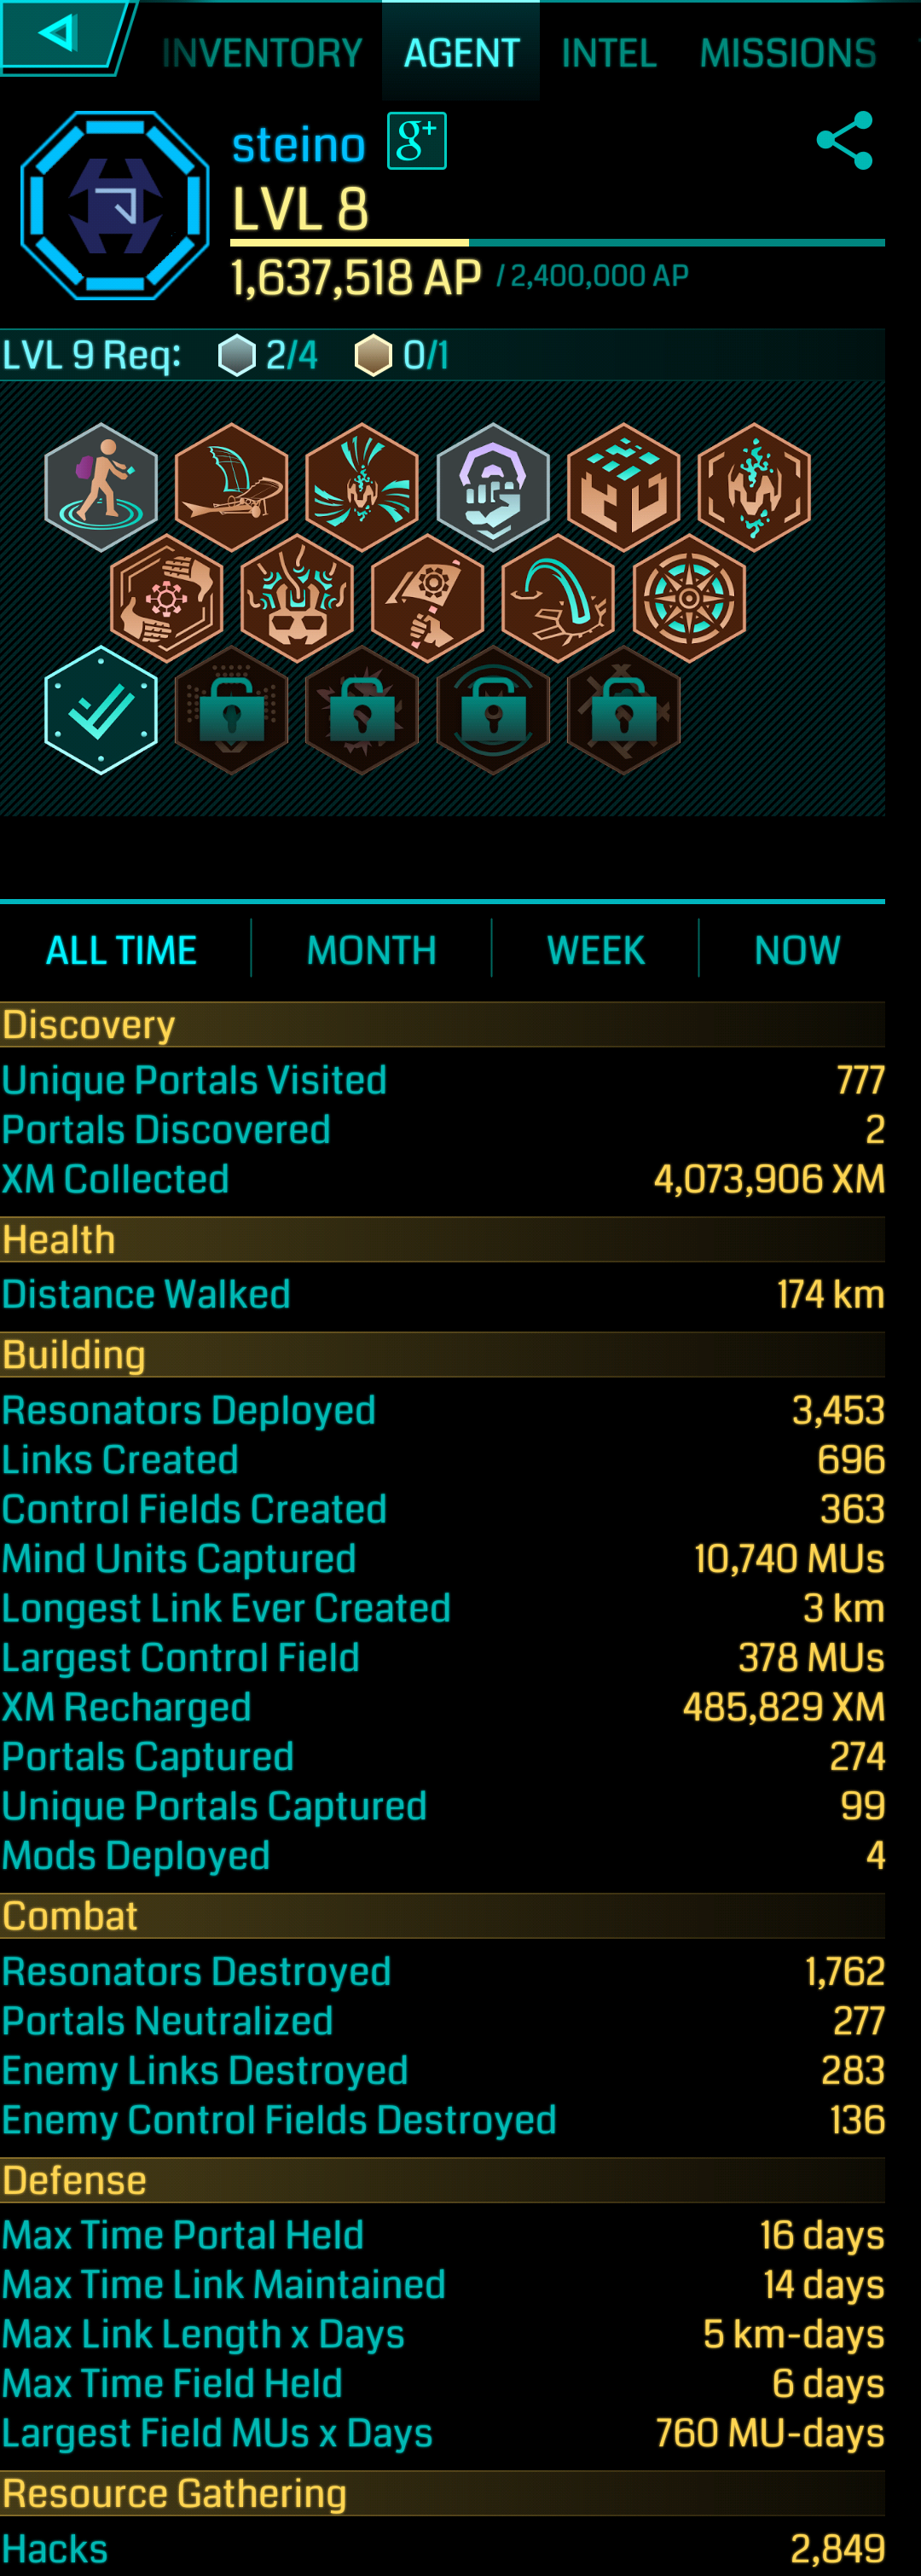 INVENTORY AGENT INTEL MISSIONS
steino g+
LVL 8
1,637,518 AP / 2,400,000 AP
LVL 9 Req: 2/4 0/1
ALL TIME MONTH WEEK NOW
Discovery
Unique Portals Visited 777
Portals Discovered 2
XM Collected 4,073,906 XM
Health
Distance Walked 174 km
Building
Resonators Deployed 3,453
Links Created 696
Control Fields Created 363
Mind Units Captured 10,740 MUs
Longest Link Ever Created 3 km
Largest Control Field 378 MUs
XM Recharged 485,829 XM
Portals Captured 274
Unique Portals Captured 99
Mods Deployed 4
Combat
Resonators Destroyed 1,762
Portals Neutralized 277
Enemy Links Destroyed 283
Enemy Control Fields Destroyed 136
Defense
Max Time Portal Held 16 days
Max Time Link Maintained 14 days
Max Link Length x Days 5 km-days
Max Time Field Held 6 days
Largest Field MUs x Days 760 MU-days
Resource Gathering
Hacks 2,849